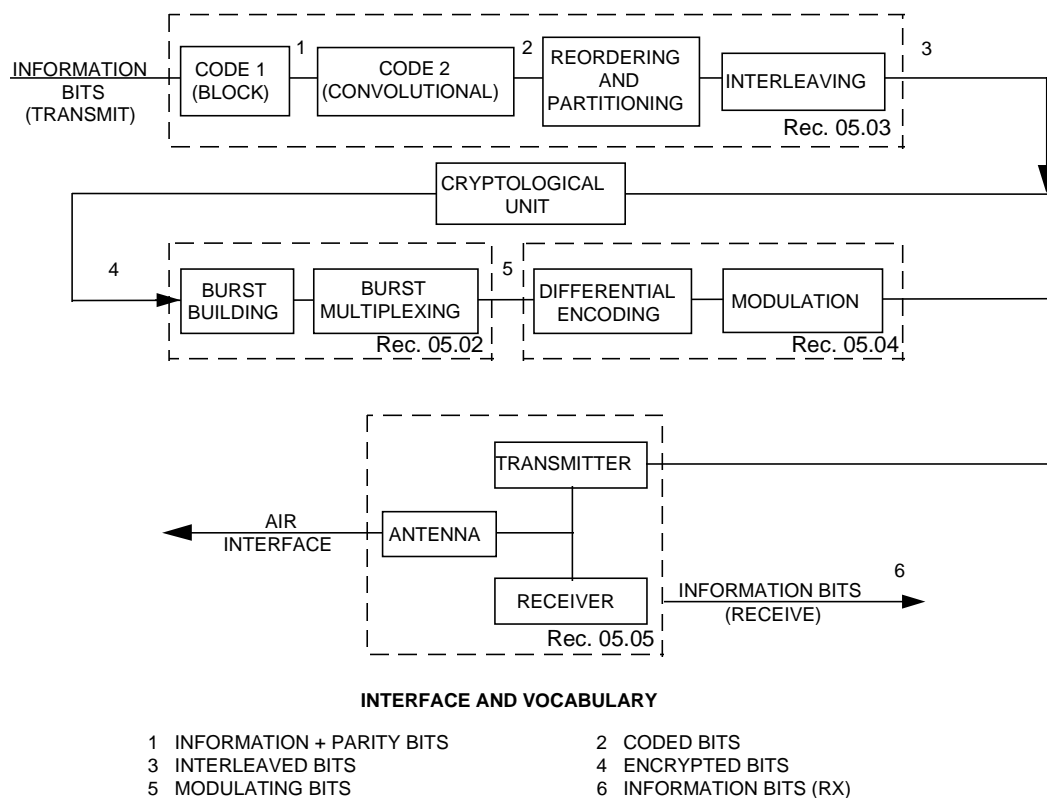 INFORMATION
BITS
(TRANSMIT)
CODE 1
(BLOCK)
1
CODE 2
(CONVOLUTIONAL)
2
REORDERING
AND
PARTITIONING
INTERLEAVING
3
Rec. 05.03
CRYPTOLOGICAL
UNIT
4
BURST
BUILDING
BURST
MULTIPLEXING
Rec. 05.02
5
DIFFERENTIAL
ENCODING
MODULATION
Rec. 05.04
TRANSMITTER
AIR
INTERFACE
ANTENNA
RECEIVER
Rec. 05.05
INFORMATION BITS
(RECEIVE)
6
INTERFACE AND VOCABULARY
1 INFORMATION + PARITY BITS
2 CODED BITS
3 INTERLEAVED BITS
4 ENCRYPTED BITS
5 MODULATING BITS
6 INFORMATION BITS (RX)